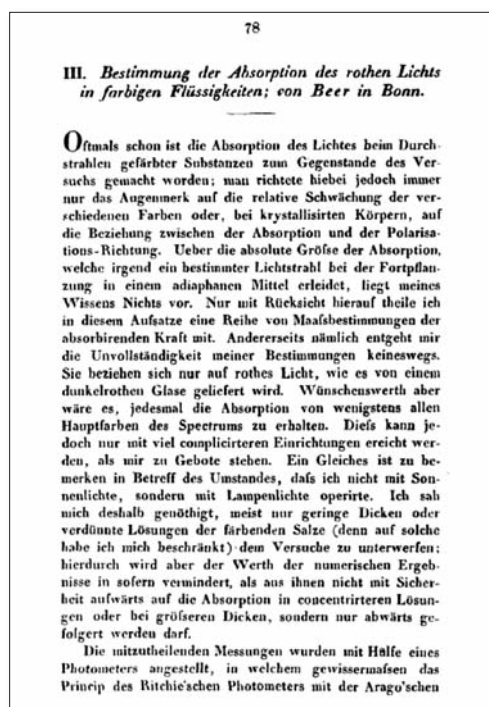 78
III. Bestimmung der Absorption des rothen Lichts
in farbigen Flüssigkeiten; von Beer in Bonn.
Oftmals schon ist die Absorption des Lichtes beim Durch-
strahlen gefärbter Substanzen zum Gegenstande des Ver-
suchs gemacht worden; man richtete hiebei jedoch immer
nur das Augenmerk auf die relative Schwächung der ver-
schiedenen Farben oder, bei krystallisirten Körpern, auf
die Beziehung zwischen der Absorption und der Polarisa-
tions-Richtung. Ueber die absolute Gröfse der Absorption,
welche irgend ein bestimmter Lichtstrahl bei der Fortpflan-
zung in einem adiaphanen Mittel erleidet, liegt meines
Wissens Nichts vor. Nur mit Rücksicht hierauf theile ich
in diesem Aufsatze eine Reihe von Maafsbestimmungen der
absorbirenden Kraft mit. Andererseits nämlich entgeht mir
die Unvollständigkeit meiner Bestimmungen keineswegs.
Sie beziehen sich nur auf rothes Licht, wie es von einem
dunkelrothen Glase geliefert wird. Wünschenswerth aber
wäre es, jedesmal die Absorption von wenigstens allen
Hauptfarben des Spectrums zu erhalten. Diefs kann je-
doch nur mit viel complicirteren Einrichtungen ereicht wer-
den, als mir zu Gebote stehen. Ein Gleiches ist zu be-
merken in Betreff des Umstandes, dafs ich nicht mit Son-
nenlichte, sondern mit Lampenlichte operirte. Ich sah
mich deshalb genöthigt, meist nur geringe Dicken oder
verdünnte Lösungen der färbenden Salze (denn auf solche
habe ich mich beschränkt) dem Versuche zu unterwerfen;
hierdurch wird aber der Werth der numerischen Ergeb-
nisse in sofern vermindert, als aus ihnen nicht mit Sicher-
heit aufwärts auf die Absorption in concentrirteren Lösun-
gen oder bei gröfseren Dicken, sondern nur abwärts ge-
folgert werden darf.
Die mitzutheilenden Messungen wurden mit Hülfe eines
Photometers angestellt, in welchem gewissermafsen das
Princip des Ritchie'schen Photometers mit der Arago'schen